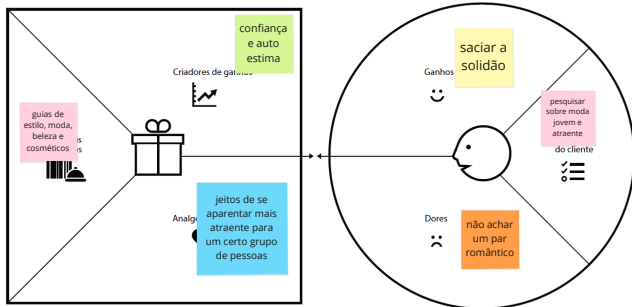 confiança
e auto
estima
Criadores de ganhos
guias de
estilo, moda,
beleza e
cosméticos
jeitos de se
aparentar mais
atraente para
um certo grupo
de pessoas
saciar a
solidão
Ganhos
pesquisar
sobre moda
jovem e
atraente
do cliente
Dores
não achar
um par
romântico